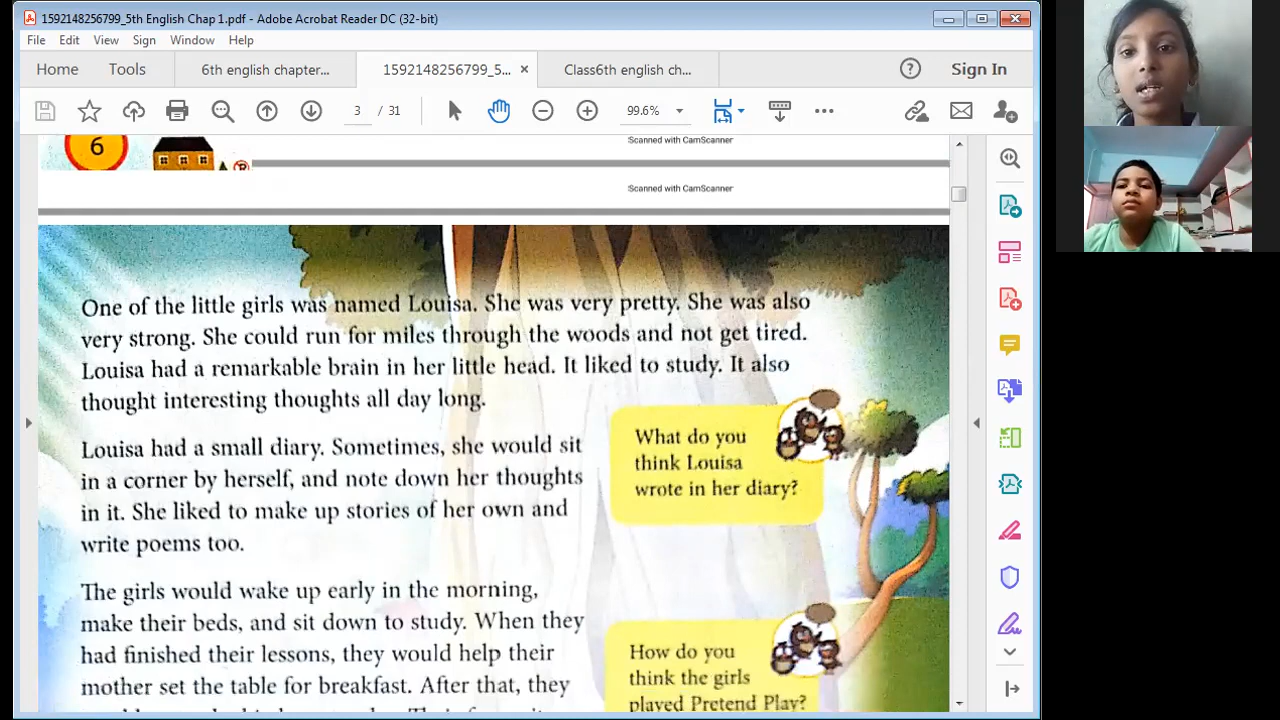 1592148256799_5th English Chap 1.pdf - Adobe Acrobat Reader DC (32-bit)
File Edit View Sign Window Help
Home Tools 6th english chapter... 1592148256799_5... × Class6th english ch... Sign In
3 / 31 99.6%
6
Scanned with CamScanner
Scanned with CamScanner
One of the little girls was named Louisa. She was very pretty. She was also
very strong. She could run for miles through the woods and not get tired.
Louisa had a remarkable brain in her little head. It liked to study. It also
thought interesting thoughts all day long.
Louisa had a small diary. Sometimes, she would sit
in a corner by herself, and note down her thoughts
in it. She liked to make up stories of her own and
write poems too.
What do you
think Louisa
wrote in her diary?
The girls would wake up early in the morning,
make their beds, and sit down to study. When they
had finished their lessons, they would help their
mother set the table for breakfast. After that, they
How do you
think the girls
played Pretend Play?